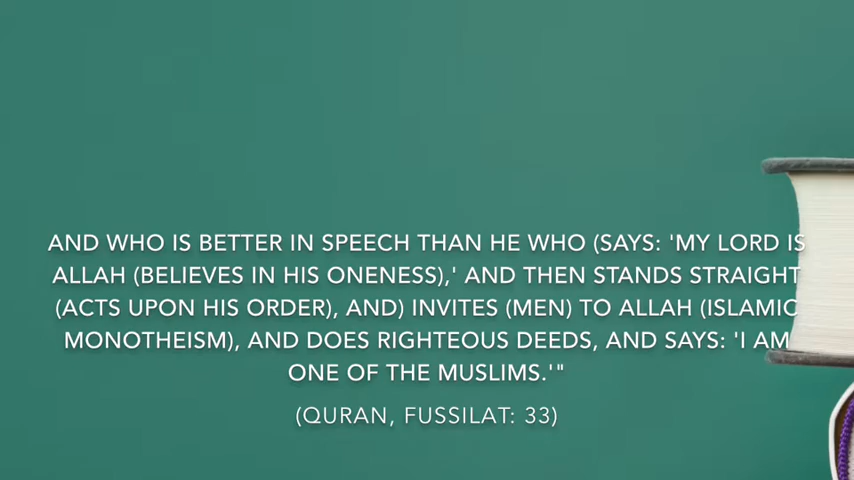 AND WHO IS BETTER IN SPEECH THAN HE WHO (SAYS: 'MY LORD IS
ALLAH (BELIEVES IN HIS ONENESS),' AND THEN STANDS STRAIGHT
(ACTS UPON HIS ORDER), AND) INVITES (MEN) TO ALLAH (ISLAMIC
MONOTHEISM), AND DOES RIGHTEOUS DEEDS, AND SAYS: 'I AM
ONE OF THE MUSLIMS.'"
(QURAN, FUSSILAT: 33)